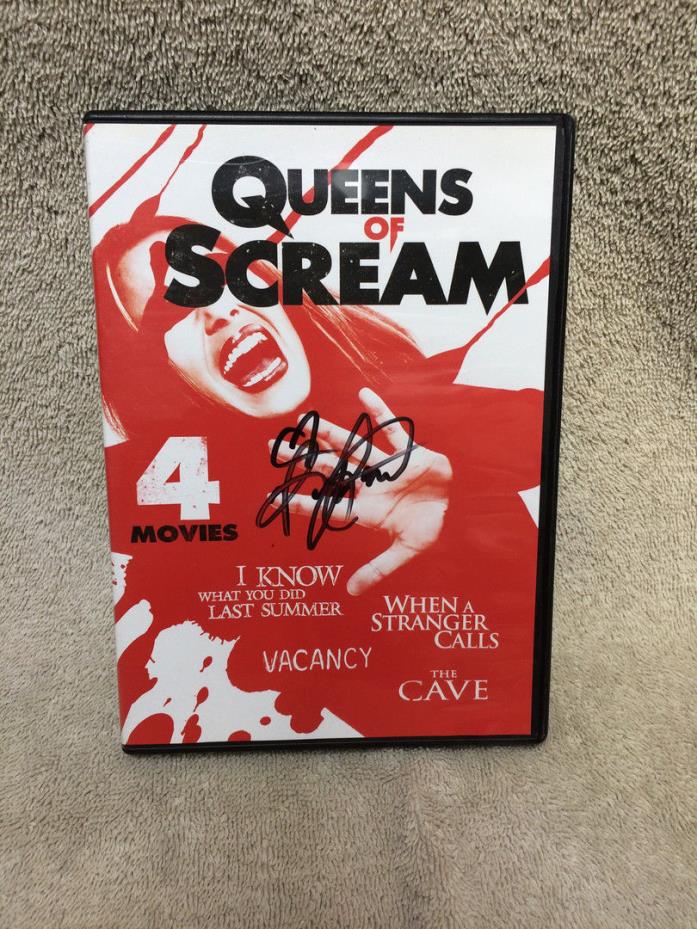 QUEENS
OF
SCREAM
4
MOVIES
I KNOW
WHAT YOU DID
LAST SUMMER
WHEN A
STRANGER
CALLS
VACANCY
THE
CAVE